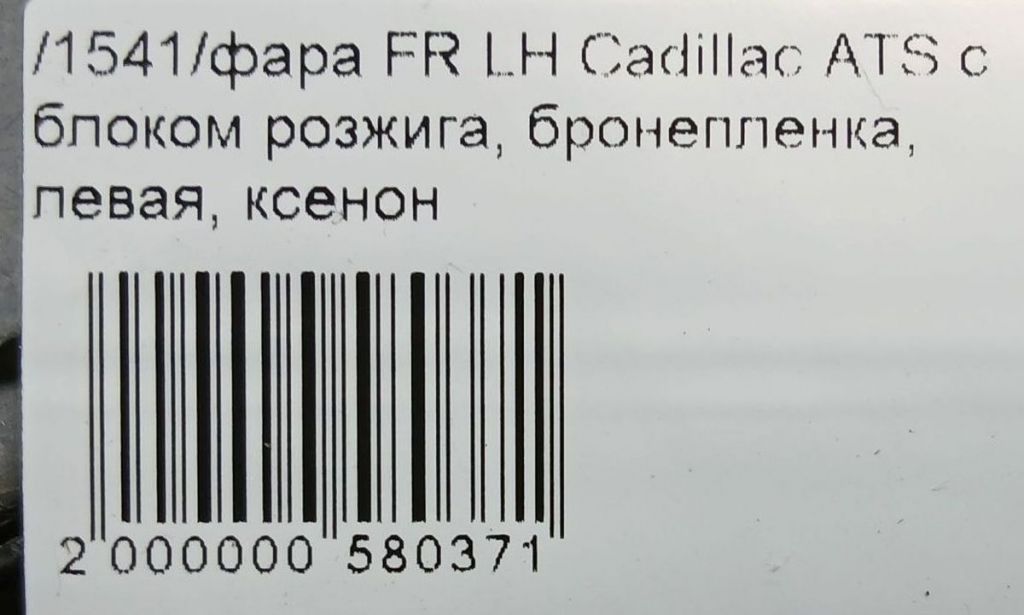 /1541/фара FR LH Cadillac ATS с
блоком розжига, бронепленка,
левая, ксенон
2 000000 580371